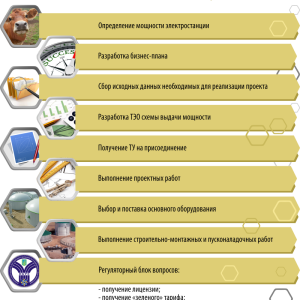 Определение мощности электростанции
SUCCESS
Разработка бизнес-плана
Сбор исходных данных необходимых для реализации проекта
Разработка ТЭО схемы выдачи мощности
Получение ТУ на присоединение
Выполнение проектных работ
Выбор и поставка основного оборудования
Выполнение строительно-монтажных и пусконаладочных работ
Регуляторный блок вопросов:
- получение лицензии;
- получение «зеленого» тарифа;